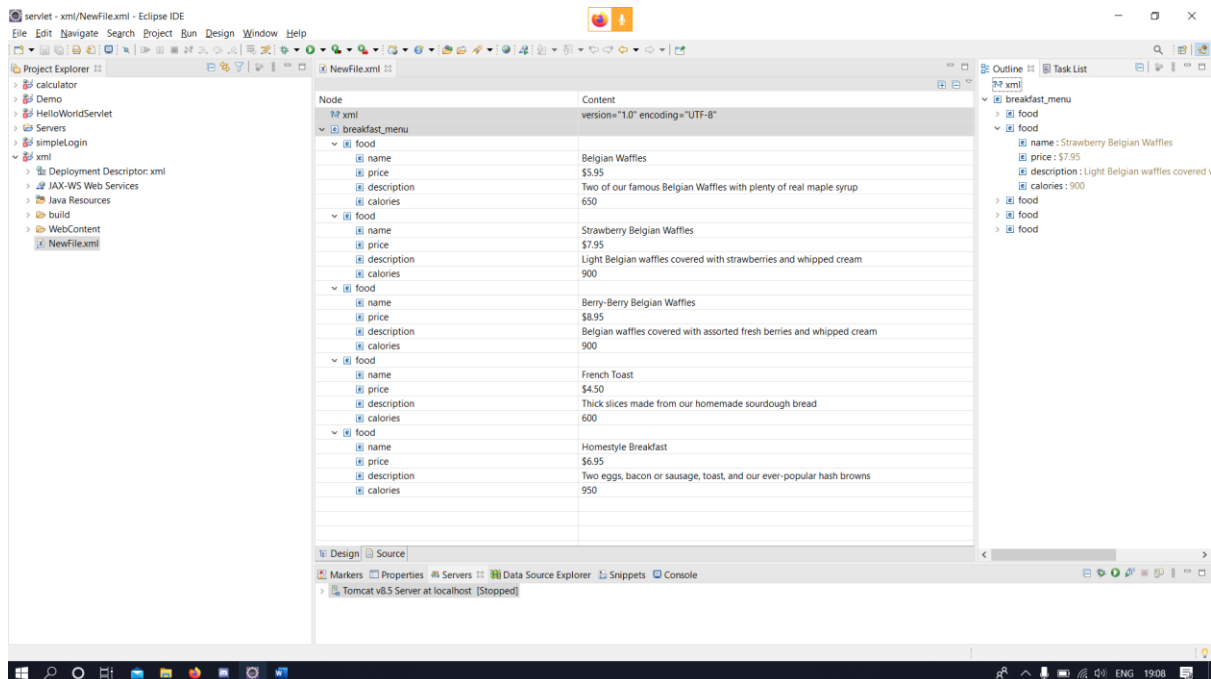 servlet - xml/NewFile.xml - Eclipse IDE
File Edit Navigate Search Project Run Design Window Help
Project Explorer
calculator
Demo
HelloWorldServlet
Servers
simpleLogin
xml
Deployment Descriptor: xml
JAX-WS Web Services
Java Resources
build
WebContent
NewFile.xml
NewFile.xml
Node Content
?-? xml version="1.0" encoding="UTF-8"
breakfast_menu
food
name Belgian Waffles
price $5.95
description Two of our famous Belgian Waffles with plenty of real maple syrup
calories 650
food
name Strawberry Belgian Waffles
price $7.95
description Light Belgian waffles covered with strawberries and whipped cream
calories 900
food
name Berry-Berry Belgian Waffles
price $8.95
description Belgian waffles covered with assorted fresh berries and whipped cream
calories 900
food
name French Toast
price $4.50
description Thick slices made from our homemade sourdough bread
calories 600
food
name Homestyle Breakfast
price $6.95
description Two eggs, bacon or sausage, toast, and our ever-popular hash browns
calories 950
Design Source
Outline Task List
?-? xml
breakfast_menu
food
food
name : Strawberry Belgian Waffles
price : $7.95
description : Light Belgian waffles covered
calories : 900
food
food
food
Markers Properties Servers Data Source Explorer Snippets Console
Tomcat v8.5 Server at localhost [Stopped]
ENG 19:08